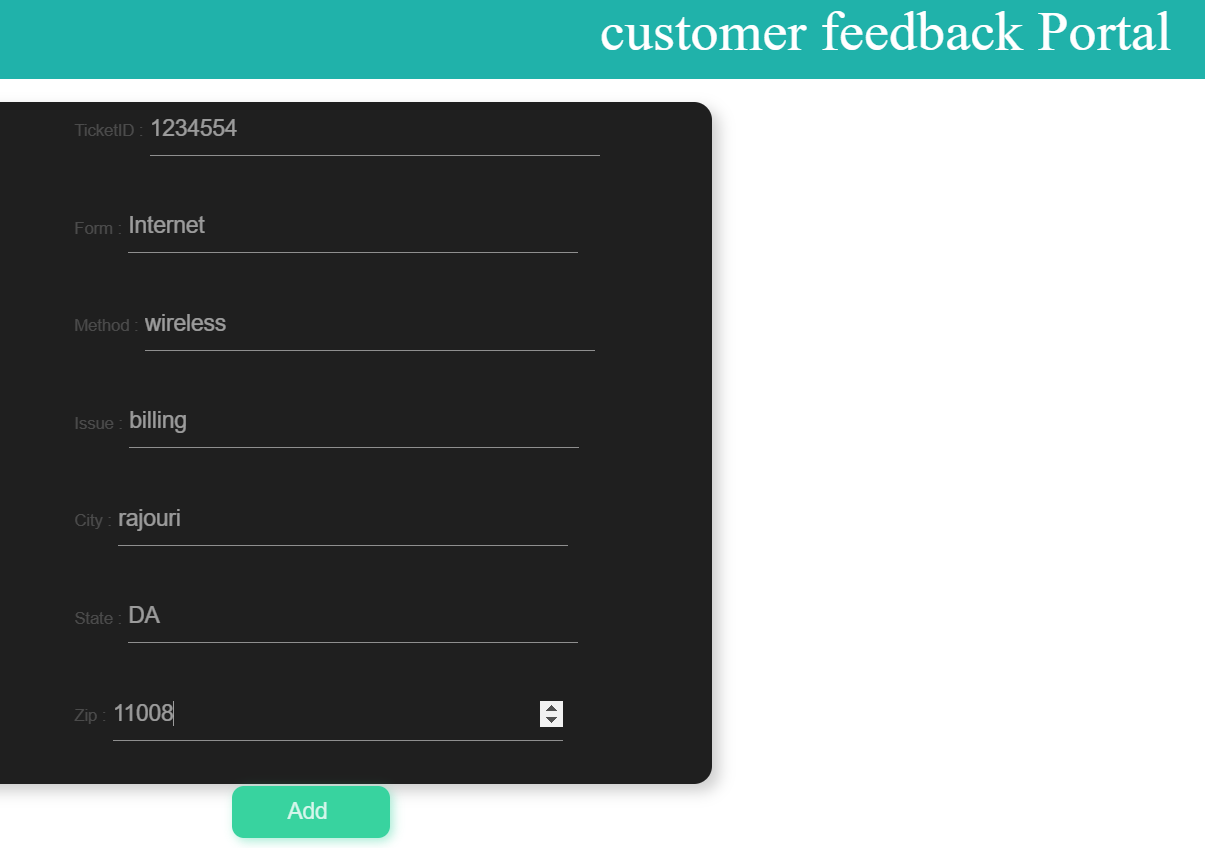 customer feedback Portal
TicketID : 1234554
Form : Internet
Method : wireless
Issue : billing
City : rajouri
State : DA
Zip : 11008
Add